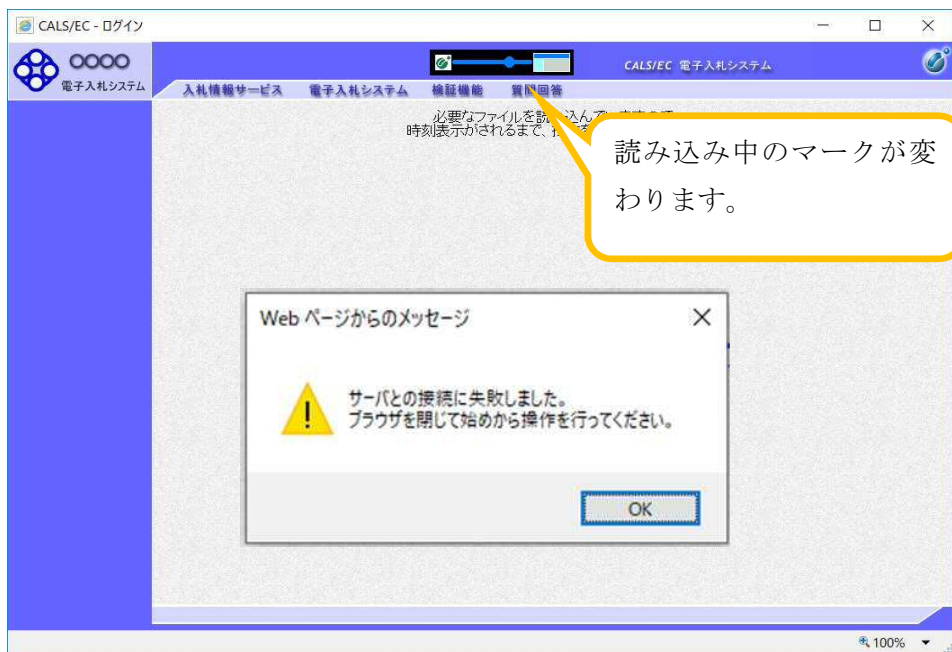 CALS/EC - ログイン
○○○○
電子入札システム
CALS/EC 電子入札システム
入札情報サービス 電子入札システム 検証機能 質問回答
必要なファイルを読み込んで
時刻表示がされるまで、
読み込み中のマークが変
わります。
Web ページからのメッセージ
サーバとの接続に失敗しました。
ブラウザを閉じて始めから操作を行ってください。
OK
100%